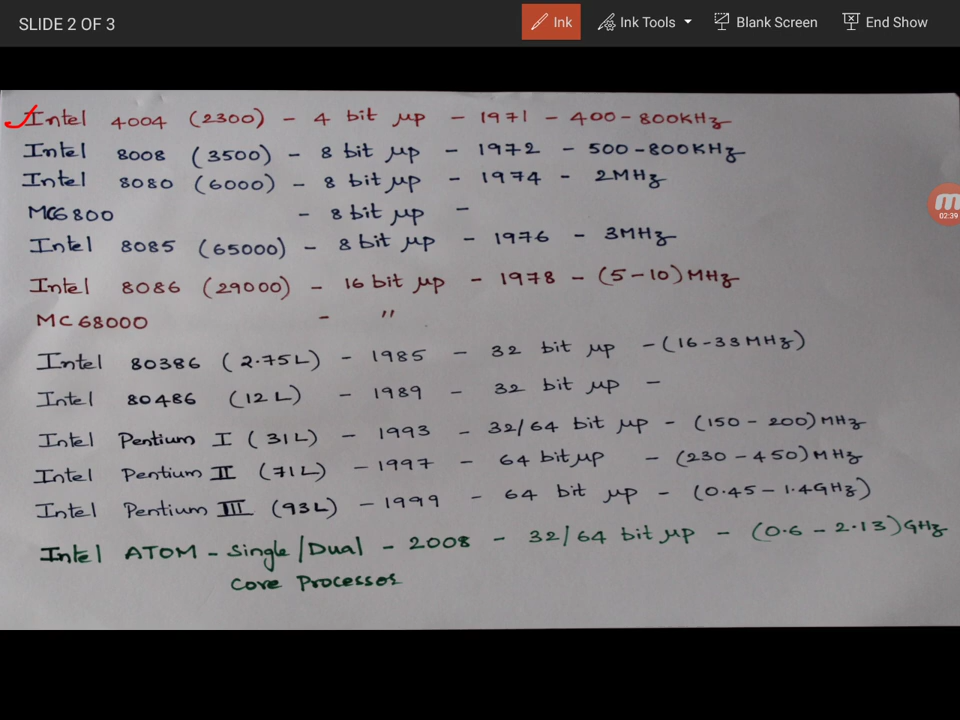 SLIDE 2 OF 3 Ink Ink Tools Blank Screen End Show
Intel 4004 (2300) - 4 bit μp - 1971 - 400-800KHz
Intel 8008 (3500) - 8 bit μp - 1972 - 500-800KHz
Intel 8080 (6000) - 8 bit μp - 1974 - 2MHz
MC6800 - 8 bit μp -
02:39
Intel 8085 (65000) - 8 bit μp - 1976 - 3MHz
Intel 8086 (29000) - 16 bit μp - 1978 - (5-10) MHz
MC 68000 - "
Intel 80386 (2.75L) - 1985 - 32 bit μp - (16-33 MHz)
Intel 80486 (12L) - 1989 - 32 bit μp -
Intel Pentium I (31L) - 1993 - 32/64 bit μp - (150-200) MHz
Intel Pentium II (71L) - 1997 - 64 bit μp - (230-450) MHz
Intel Pentium III (93L) - 1999 - 64 bit μp - (0.45-1.4GHz)
Intel ATOM - Single/Dual - 2008 - 32/64 bit μp - (0.6-2.13) GHz
Core Processos